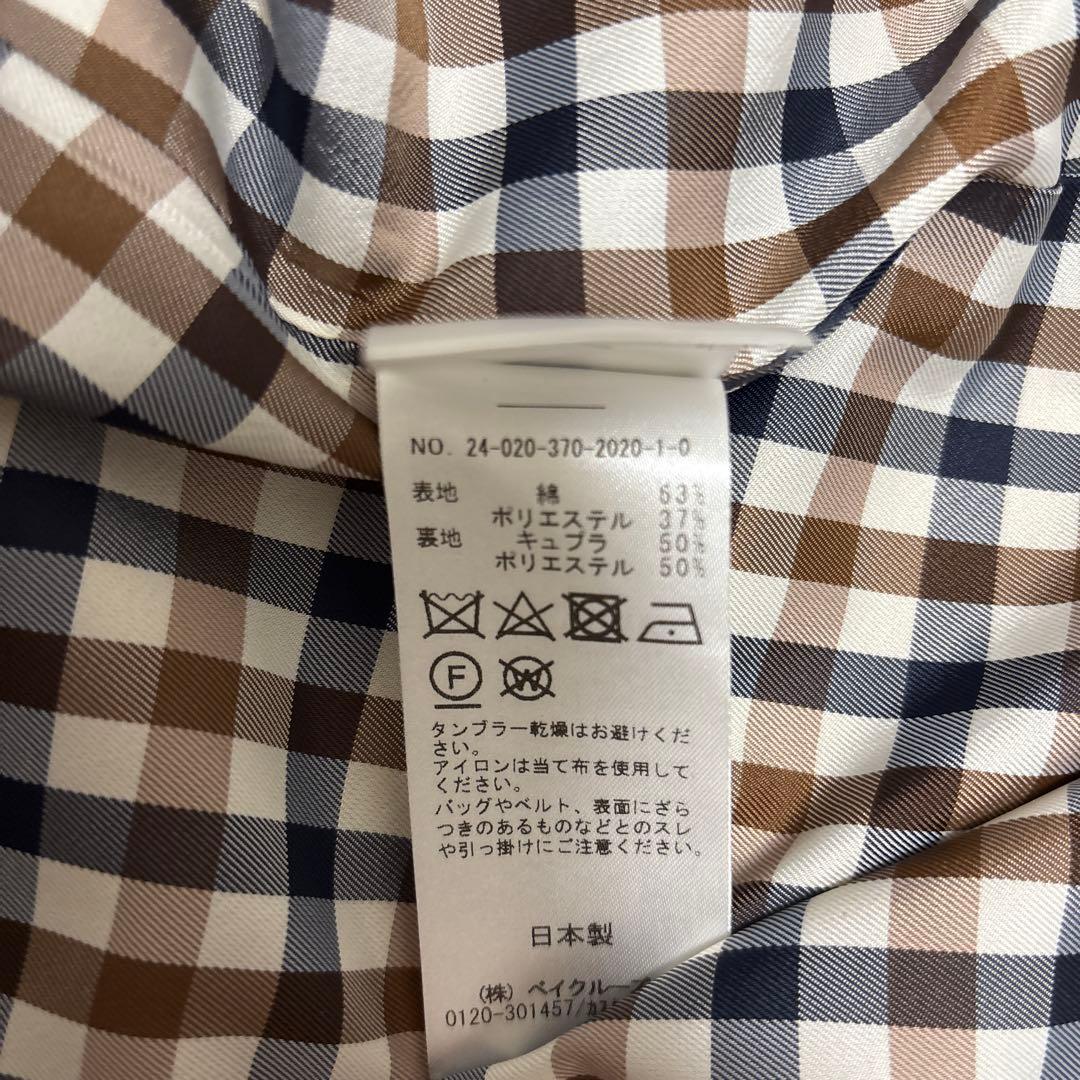 NO. 24-020-370-2020-1-0
表地 綿 63%
ポリエステル 37%
裏地 キュプラ 50%
ポリエステル 50%
F W
タンブラー乾燥はお避けくだ
さい。
アイロンは当て布を使用して
ください。
バッグやベルト、表面にざら
つきのあるものなどとのスレ
や引っ掛けにご注意ください。
日本製
(株) ベイクルー
0120-301457/